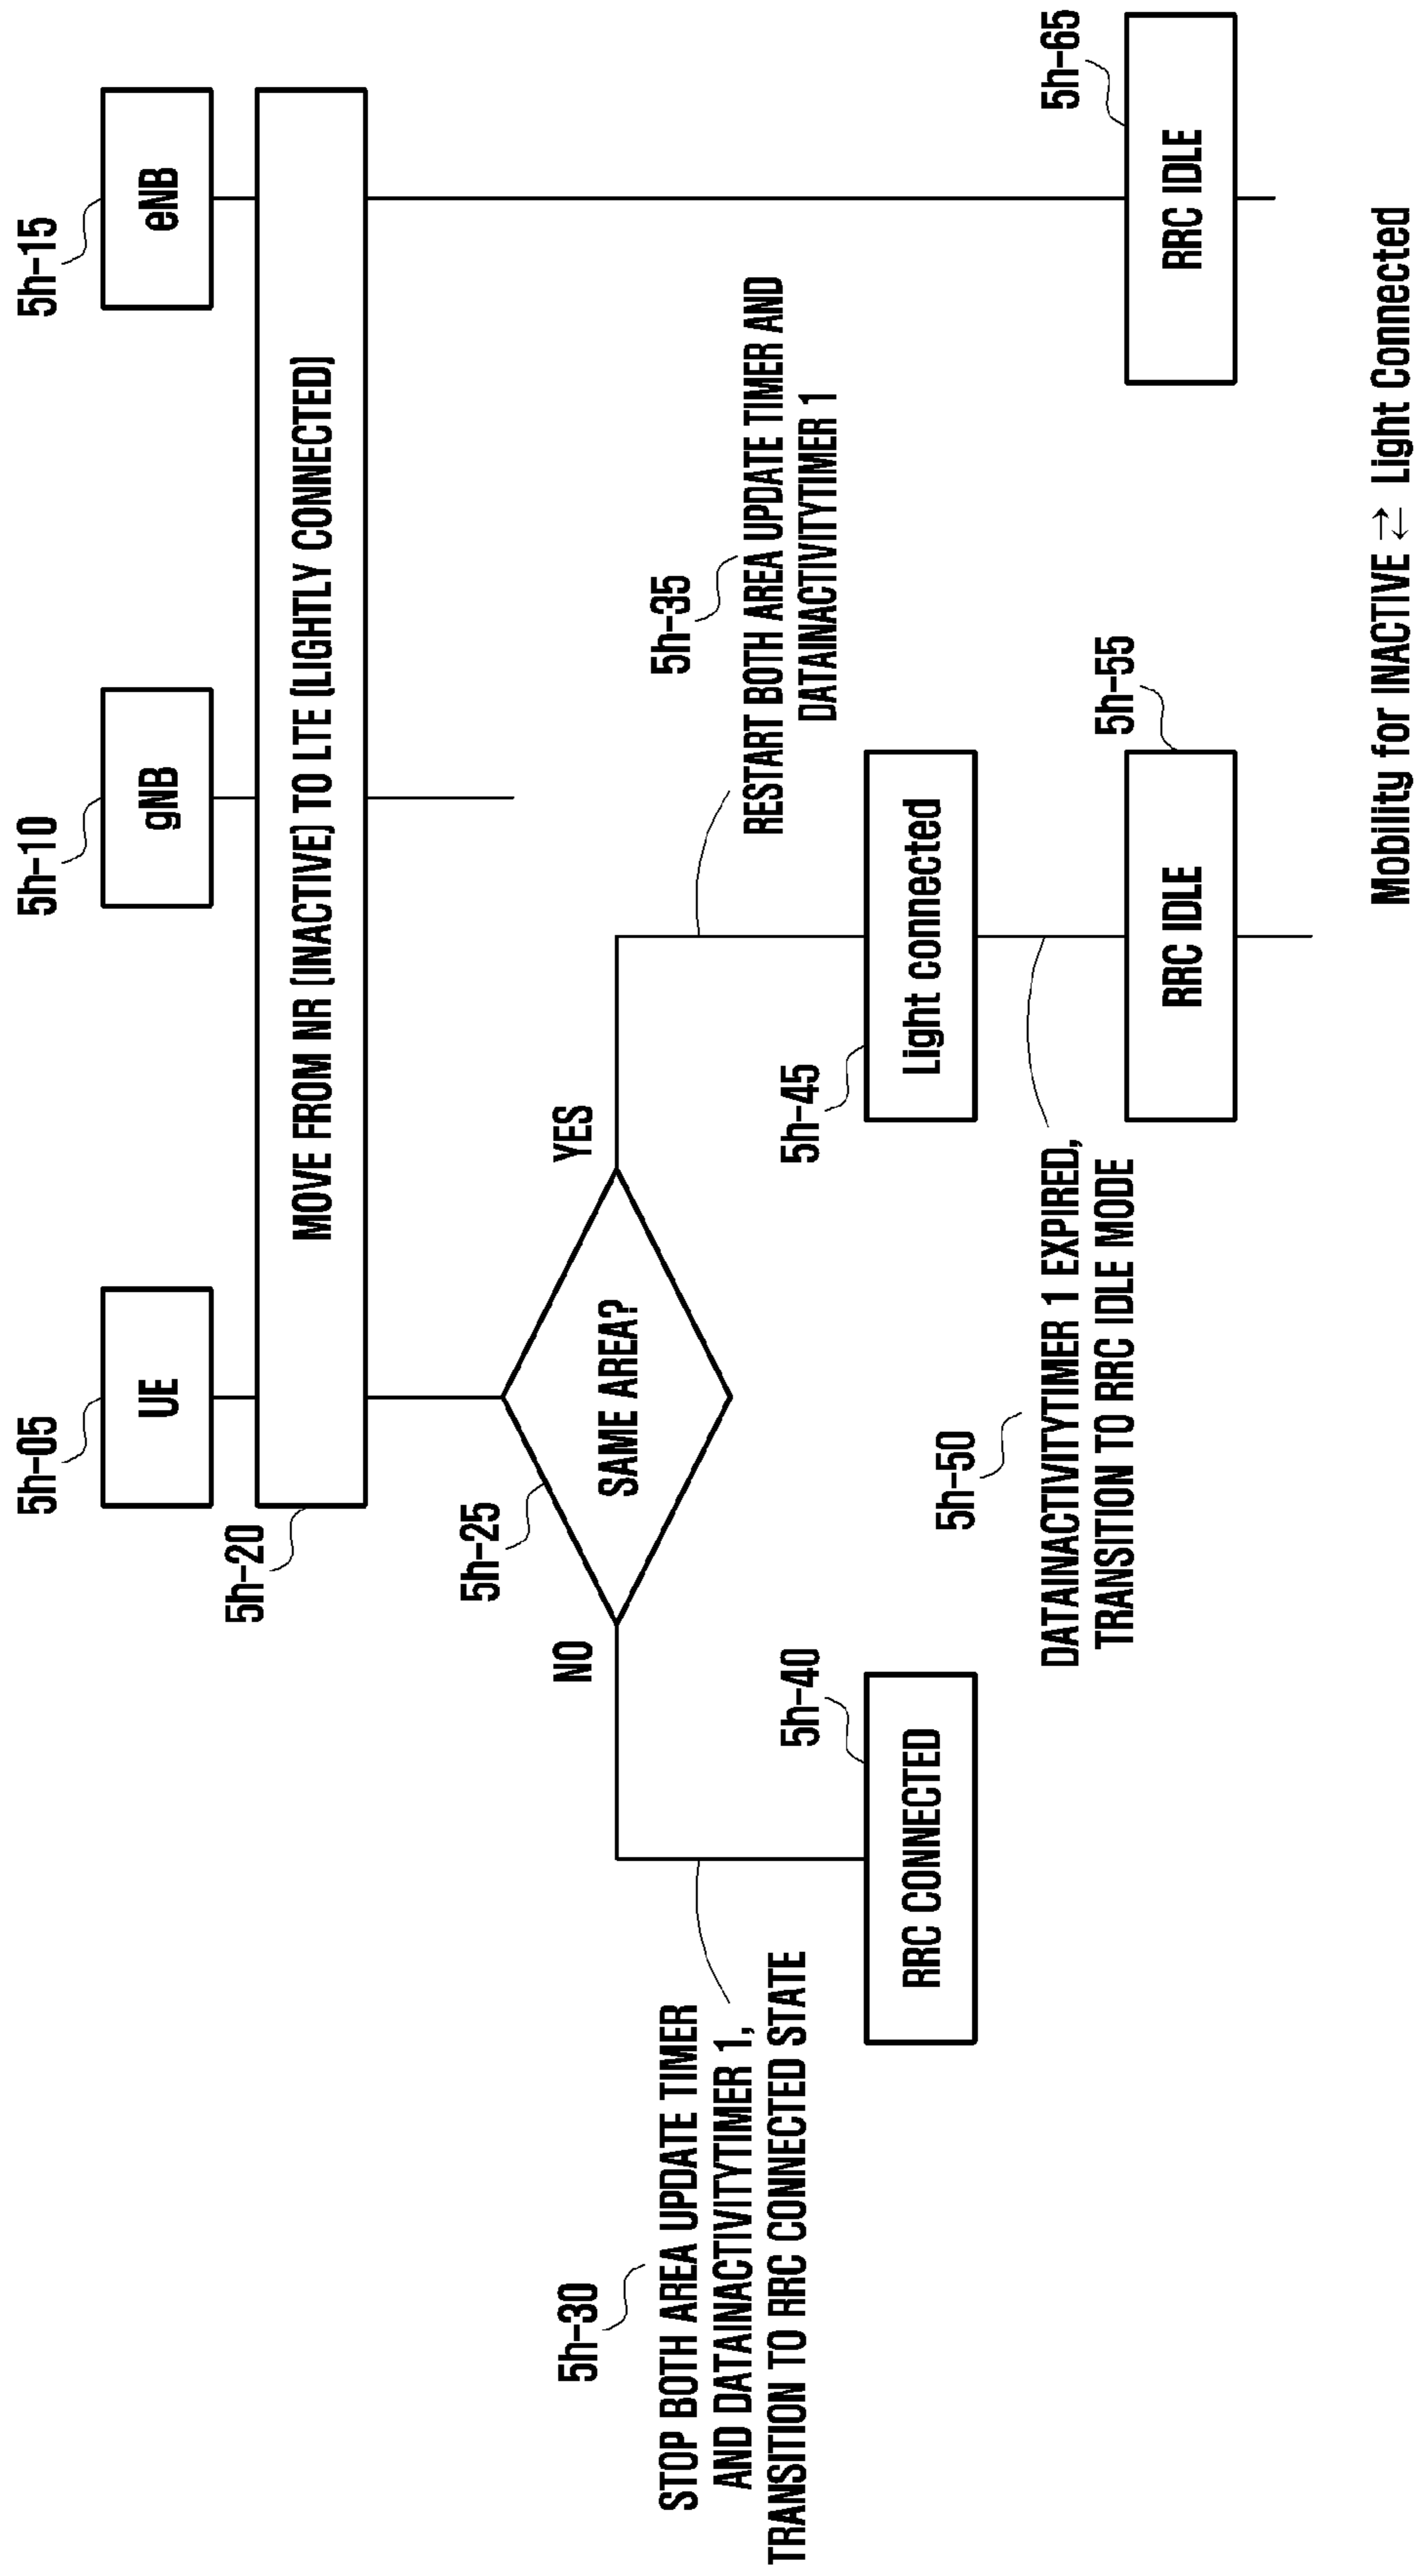 5h-05
5h-10
5h-15
UE
gNB
eNB
5h-20
MOVE FROM NR (INACTIVE) TO LTE (LIGHTLY CONNECTED)
5h-25
SAME AREA?
NO
YES
5h-30
STOP BOTH AREA UPDATE TIMER
AND DATAINACTIVITYTIMER 1,
TRANSITION TO RRC CONNECTED STATE
5h-35
RESTART BOTH AREA UPDATE TIMER AND
DATAINACTIVITYTIMER 1
5h-40
RRC CONNECTED
5h-45
Light connected
5h-50
DATAINACTIVITYTIMER 1 EXPIRED,
TRANSITION TO RRC IDLE MODE
5h-55
RRC IDLE
5h-65
RRC IDLE
Mobility for INACTIVE ⇄ Light Connected